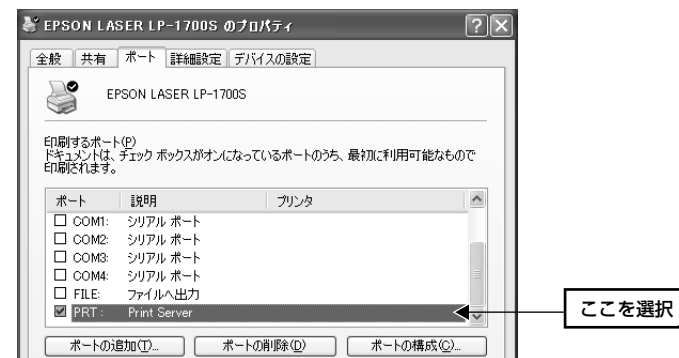 EPSON LASER LP-1700S のプロパティ
全般 共有 ポート 詳細設定 デバイスの設定
EPSON LASER LP-1700S
印刷するポート(P)
ドキュメントは、チェック ボックスがオンになっているポートのうち、最初に利用可能なもので
印刷されます。
ポート 説明 プリンタ
COM1: シリアル ポート
COM2: シリアル ポート
COM3: シリアル ポート
COM4: シリアル ポート
FILE: ファイルへ出力
PRT : Print Server
ここを選択
ポートの追加(T)... ポートの削除(D) ポートの構成(C)...